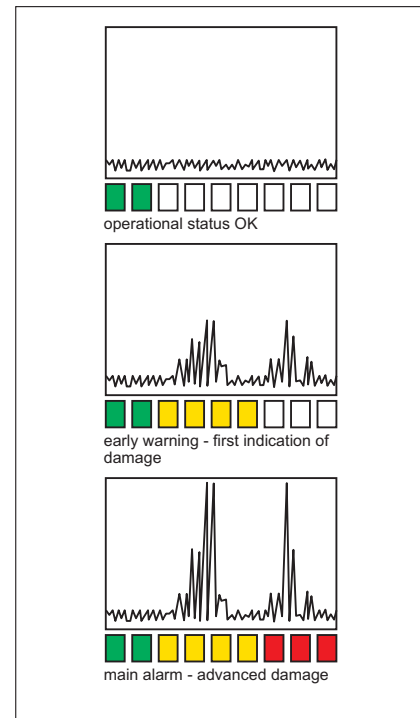 operational status OK
early warning - first indication of
damage
main alarm - advanced damage